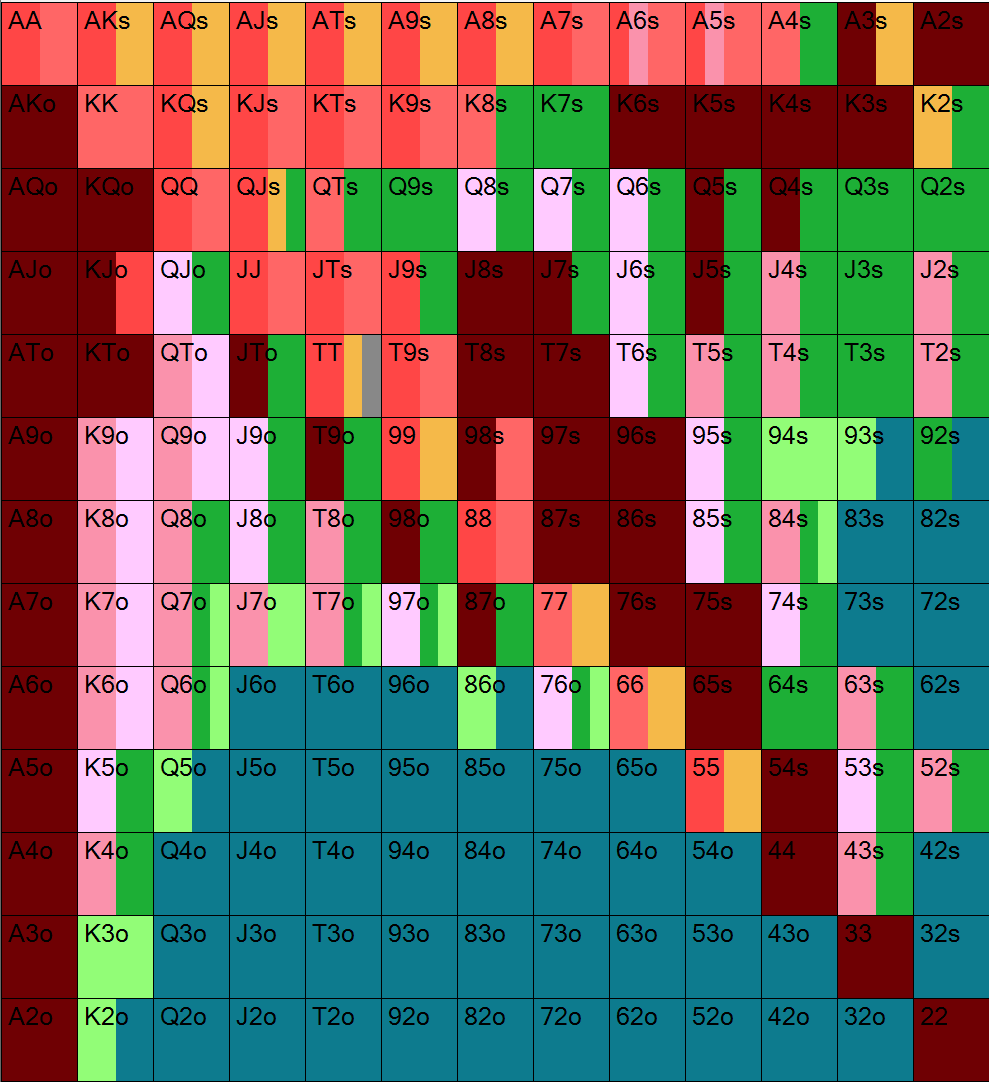 AA AKs AQs AJs ATs A9s A8s A7s A6s A5s A4s A3s A2s
AKo KK KQs KJs KTs K9s K8s K7s K6s K5s K4s K3s K2s
AQo KQo QQ QJs QTs Q9s Q8s Q7s Q6s Q5s Q4s Q3s Q2s
AJo KJo QJo JJ JTs J9s J8s J7s J6s J5s J4s J3s J2s
ATo KTo QTo JTo TT T9s T8s T7s T6s T5s T4s T3s T2s
A9o K9o Q9o J9o T9o 99 98s 97s 96s 95s 94s 93s 92s
A8o K8o Q8o J8o T8o 98o 88 87s 86s 85s 84s 83s 82s
A7o K7o Q7o J7o T7o 97o 87o 77 76s 75s 74s 73s 72s
A6o K6o Q6o J6o T6o 96o 86o 76o 66 65s 64s 63s 62s
A5o K5o Q5o J5o T5o 95o 85o 75o 65o 55 54s 53s 52s
A4o K4o Q4o J4o T4o 94o 84o 74o 64o 54o 44 43s 42s
A3o K3o Q3o J3o T3o 93o 83o 73o 63o 53o 43o 33 32s
A2o K2o Q2o J2o T2o 92o 82o 72o 62o 52o 42o 32o 22